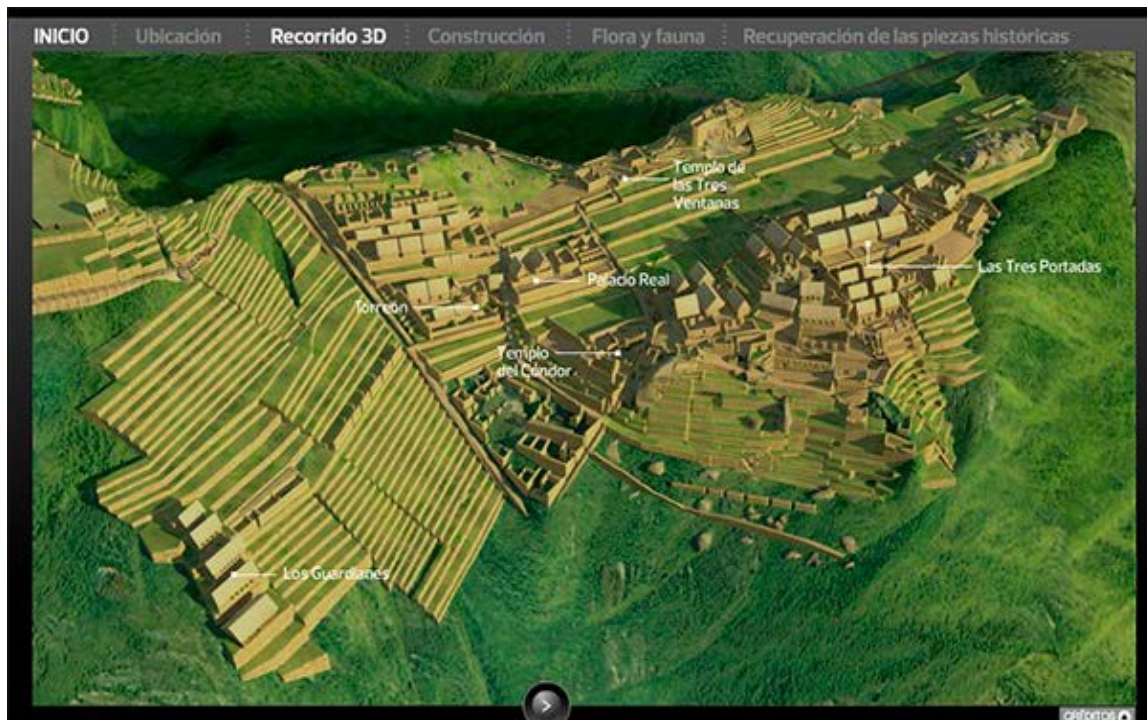 INICIO Ubicación Recorrido 3D Construcción Flora y fauna Recuperación de las piezas históricas
Templo de
las Tres
Ventanas
Las Tres Portadas
Palacio Real
Torreón
Templo
del Cóndor
Los Guardianes
CRÉDITOS